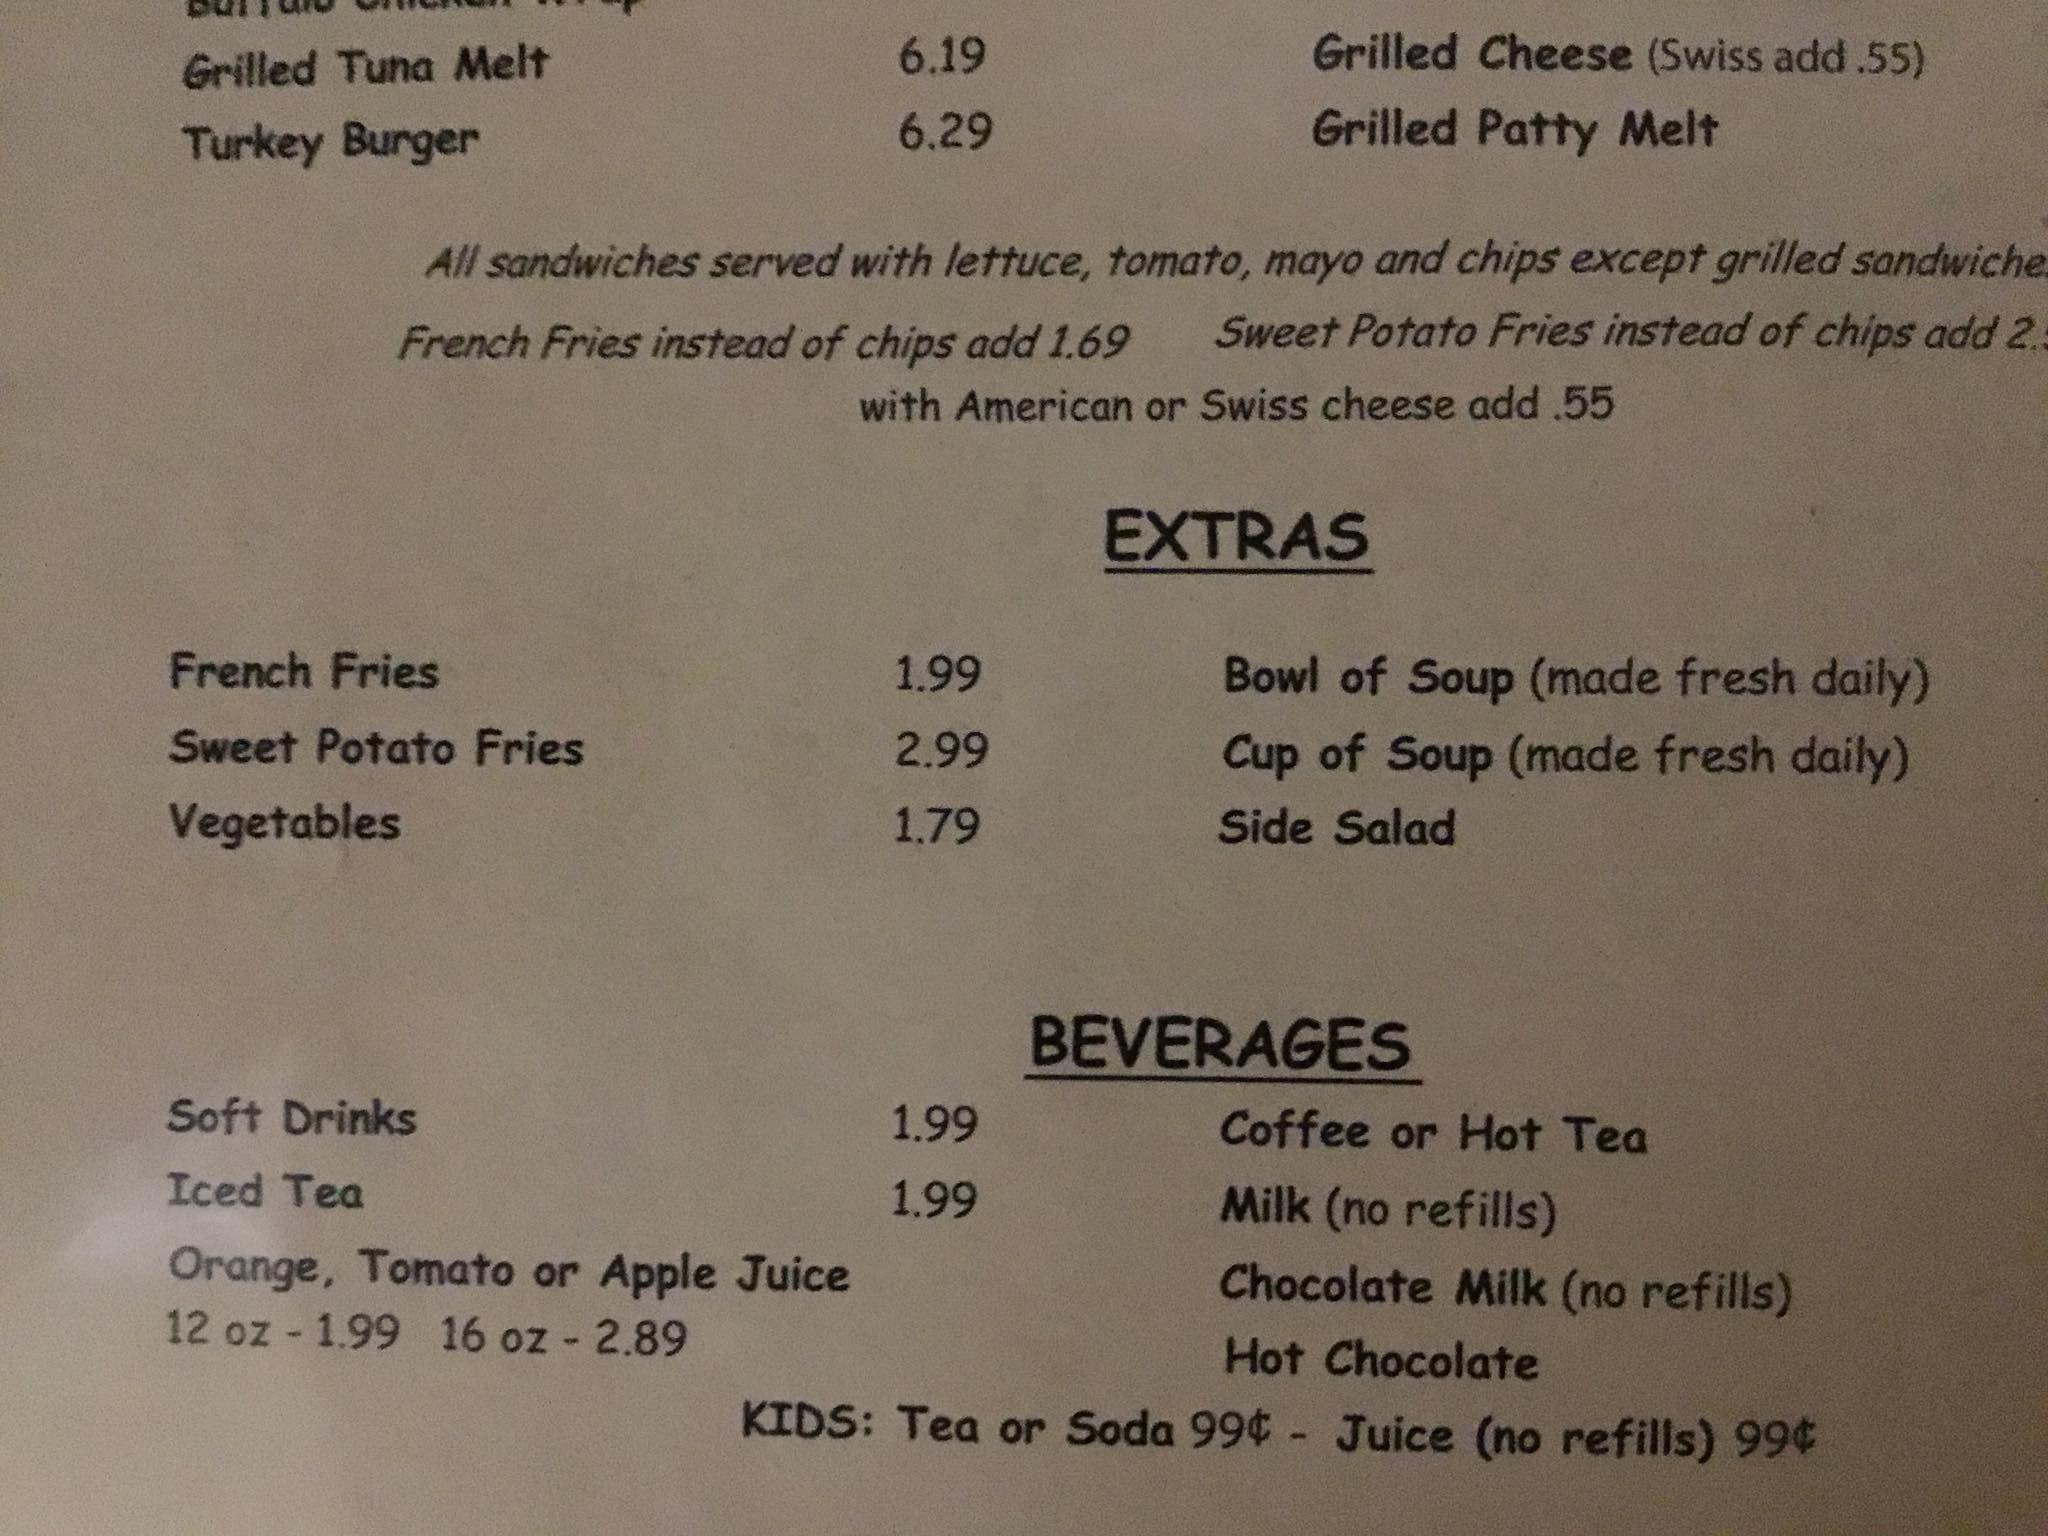 Buffalo Chicken Wrap
Grilled Tuna Melt 6.19 Grilled Cheese (Swiss add .55)
Turkey Burger 6.29 Grilled Patty Melt
All sandwiches served with lettuce, tomato, mayo and chips except grilled sandwiches
French Fries instead of chips add 1.69 Sweet Potato Fries instead of chips add
with American or Swiss cheese add .55
EXTRAS
French Fries 1.99 Bowl of Soup (made fresh daily)
Sweet Potato Fries 2.99 Cup of Soup (made fresh daily)
Vegetables 1.79 Side Salad
BEVERAGES
Soft Drinks 1.99 Coffee or Hot Tea
Iced Tea 1.99 Milk (no refills)
Orange, Tomato or Apple Juice Chocolate Milk (no refills)
12 oz - 1.99 16 oz - 2.89 Hot Chocolate
KIDS: Tea or Soda 99¢ - Juice (no refills) 99¢